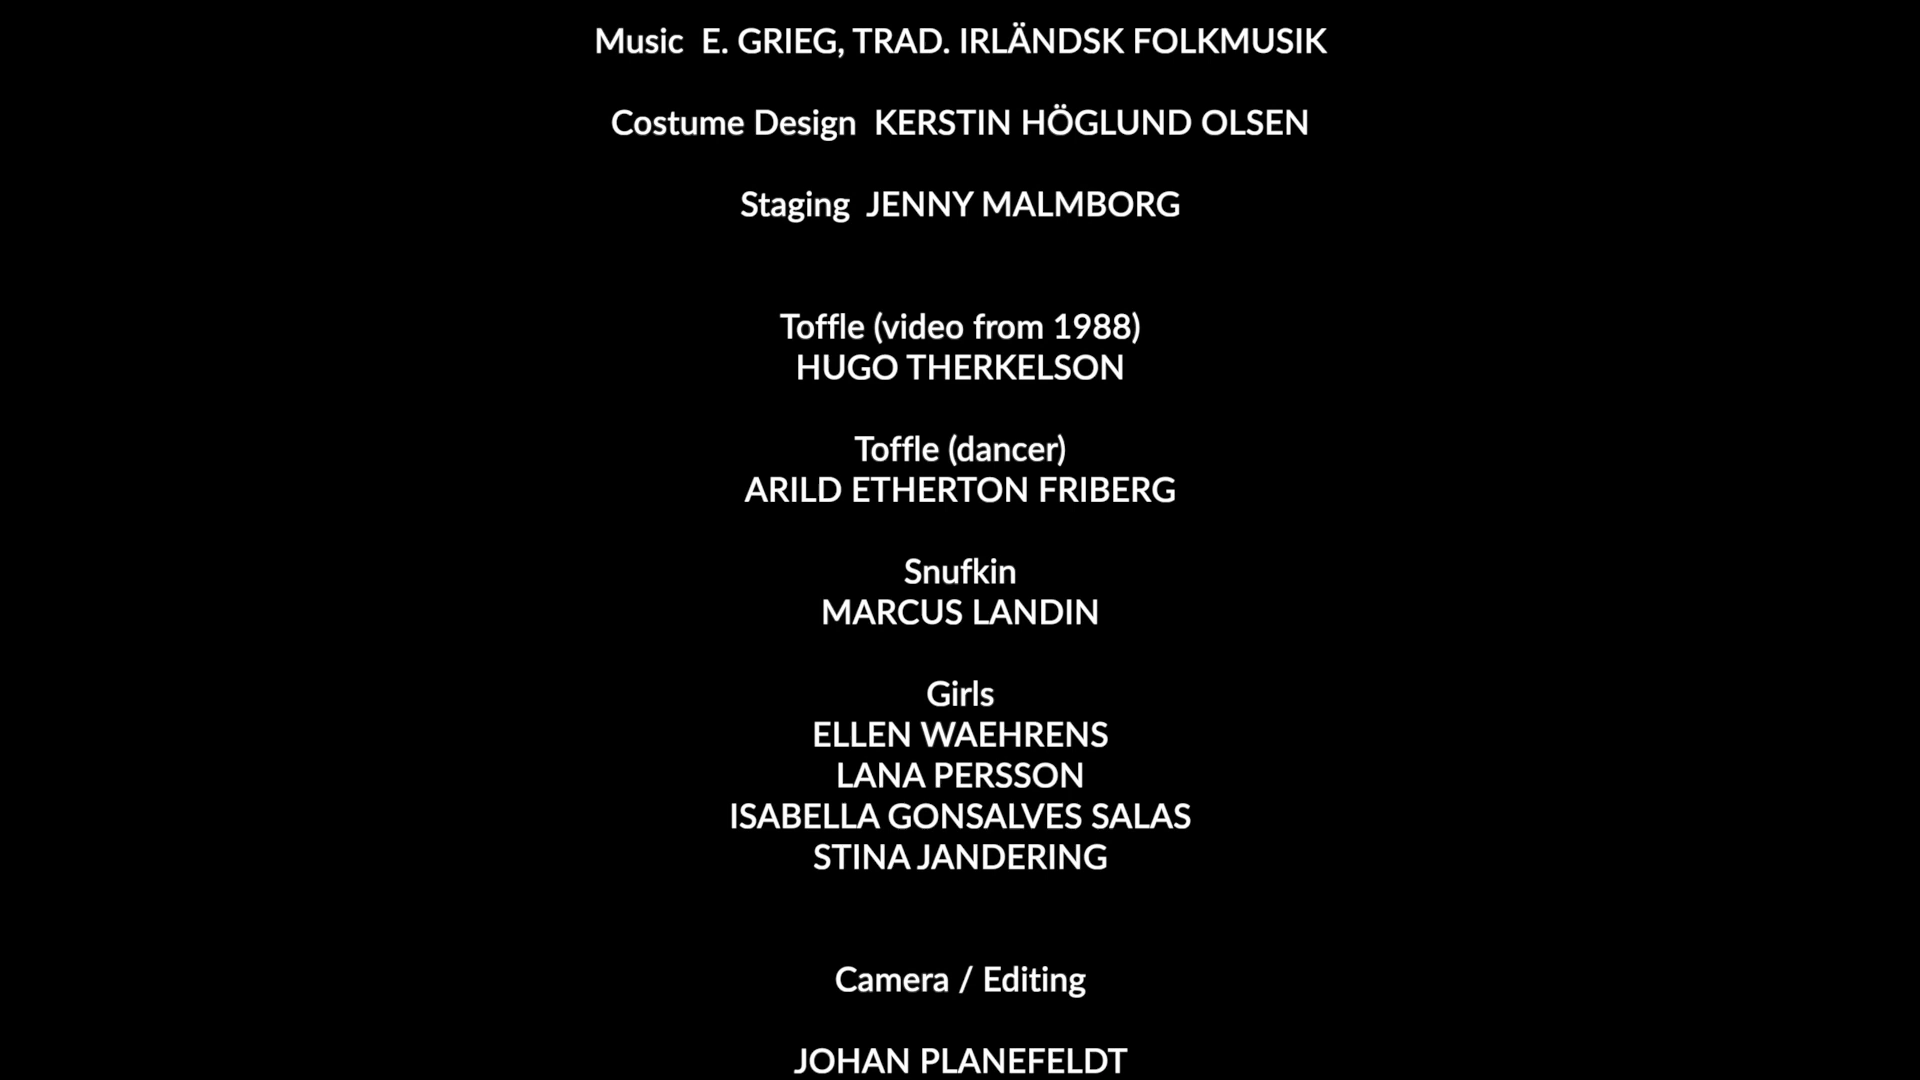 Music E. GRIEG, TRAD. IRLÄNDSK FOLKMUSIK
Costume Design KERSTIN HÖGLUND OLSEN
Staging JENNY MALMBORG
Toffle (video from 1988)
HUGO THERKELSON
Toffle (dancer)
ARILD ETHERTON FRIBERG
Snufkin
MARCUS LANDIN
Girls
ELLEN WAEHRENS
LANA PERSSON
ISABELLA GONSALVES SALAS
STINA JANDERING
Camera / Editing
JOHAN PLANEFELDT